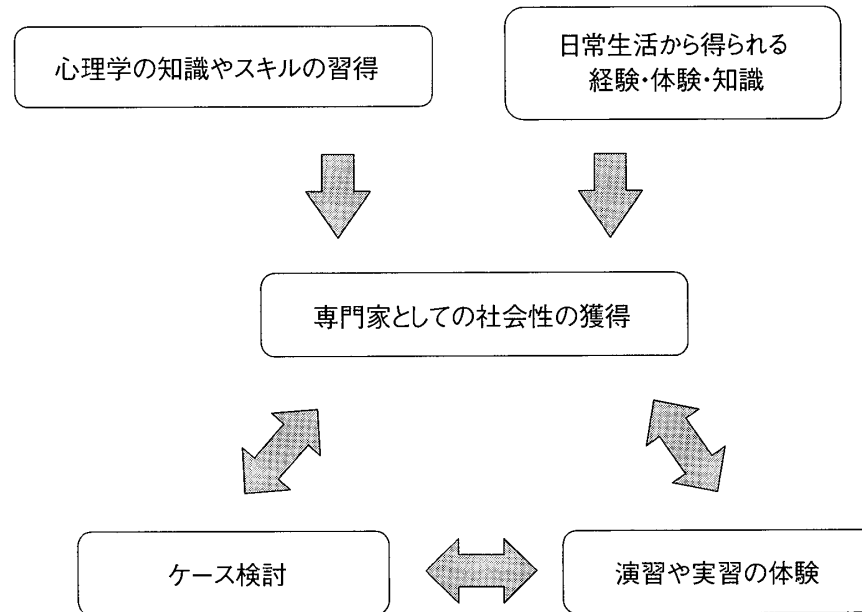 心理学の知識やスキルの習得
日常生活から得られる
経験・体験・知識
専門家としての社会性の獲得
ケース検討
演習や実習の体験